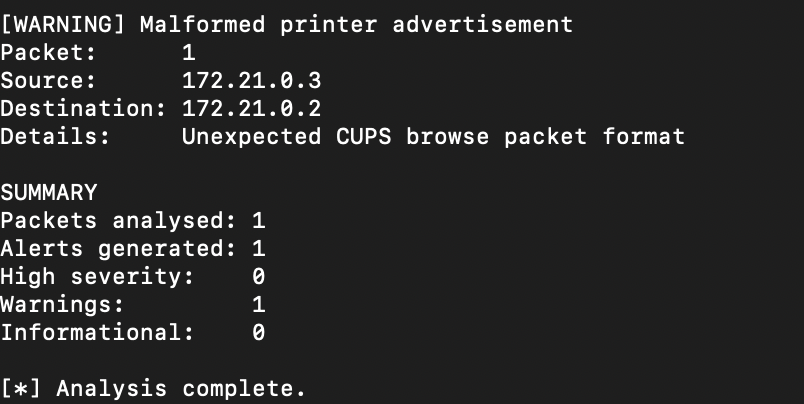 [WARNING] Malformed printer advertisement
Packet: 1
Source: 172.21.0.3
Destination: 172.21.0.2
Details: Unexpected CUPS browse packet format
SUMMARY
Packets analysed: 1
Alerts generated: 1
High severity: 0
Warnings: 1
Informational: 0
[*] Analysis complete.